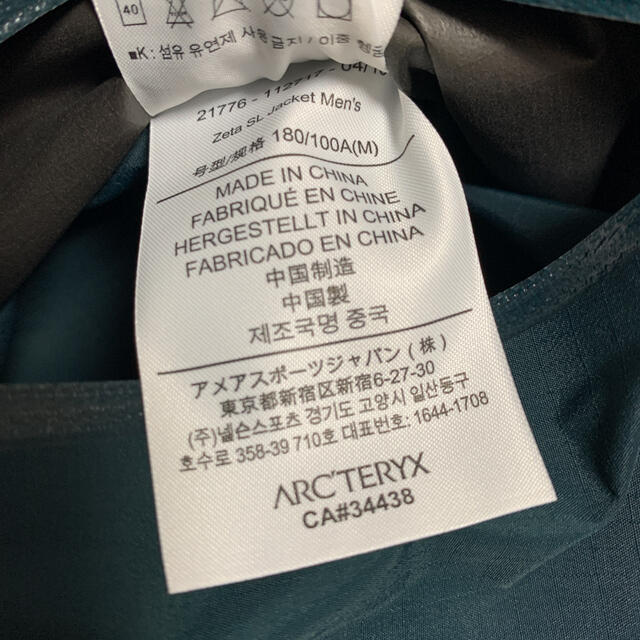 40
■K: 섬유 유연제 사용금지 / 이중
21776 - 112717 - 04/19
Zeta SL Jacket Men's
号型/规格 180/100A(M)
MADE IN CHINA
FABRIQUÉ EN CHINE
HERGESTELLT IN CHINA
FABRICADO EN CHINA
中国制造
中国製
제조국명 중국
アメアスポーツジャパン ( 株 )
東京都新宿区新宿6-27-30
(주)넬슨스포츠 경기도 고양시 일산동구
호수로 358-39 710호 대표번호: 1644-1708
ARC'TERYX
CA#34438